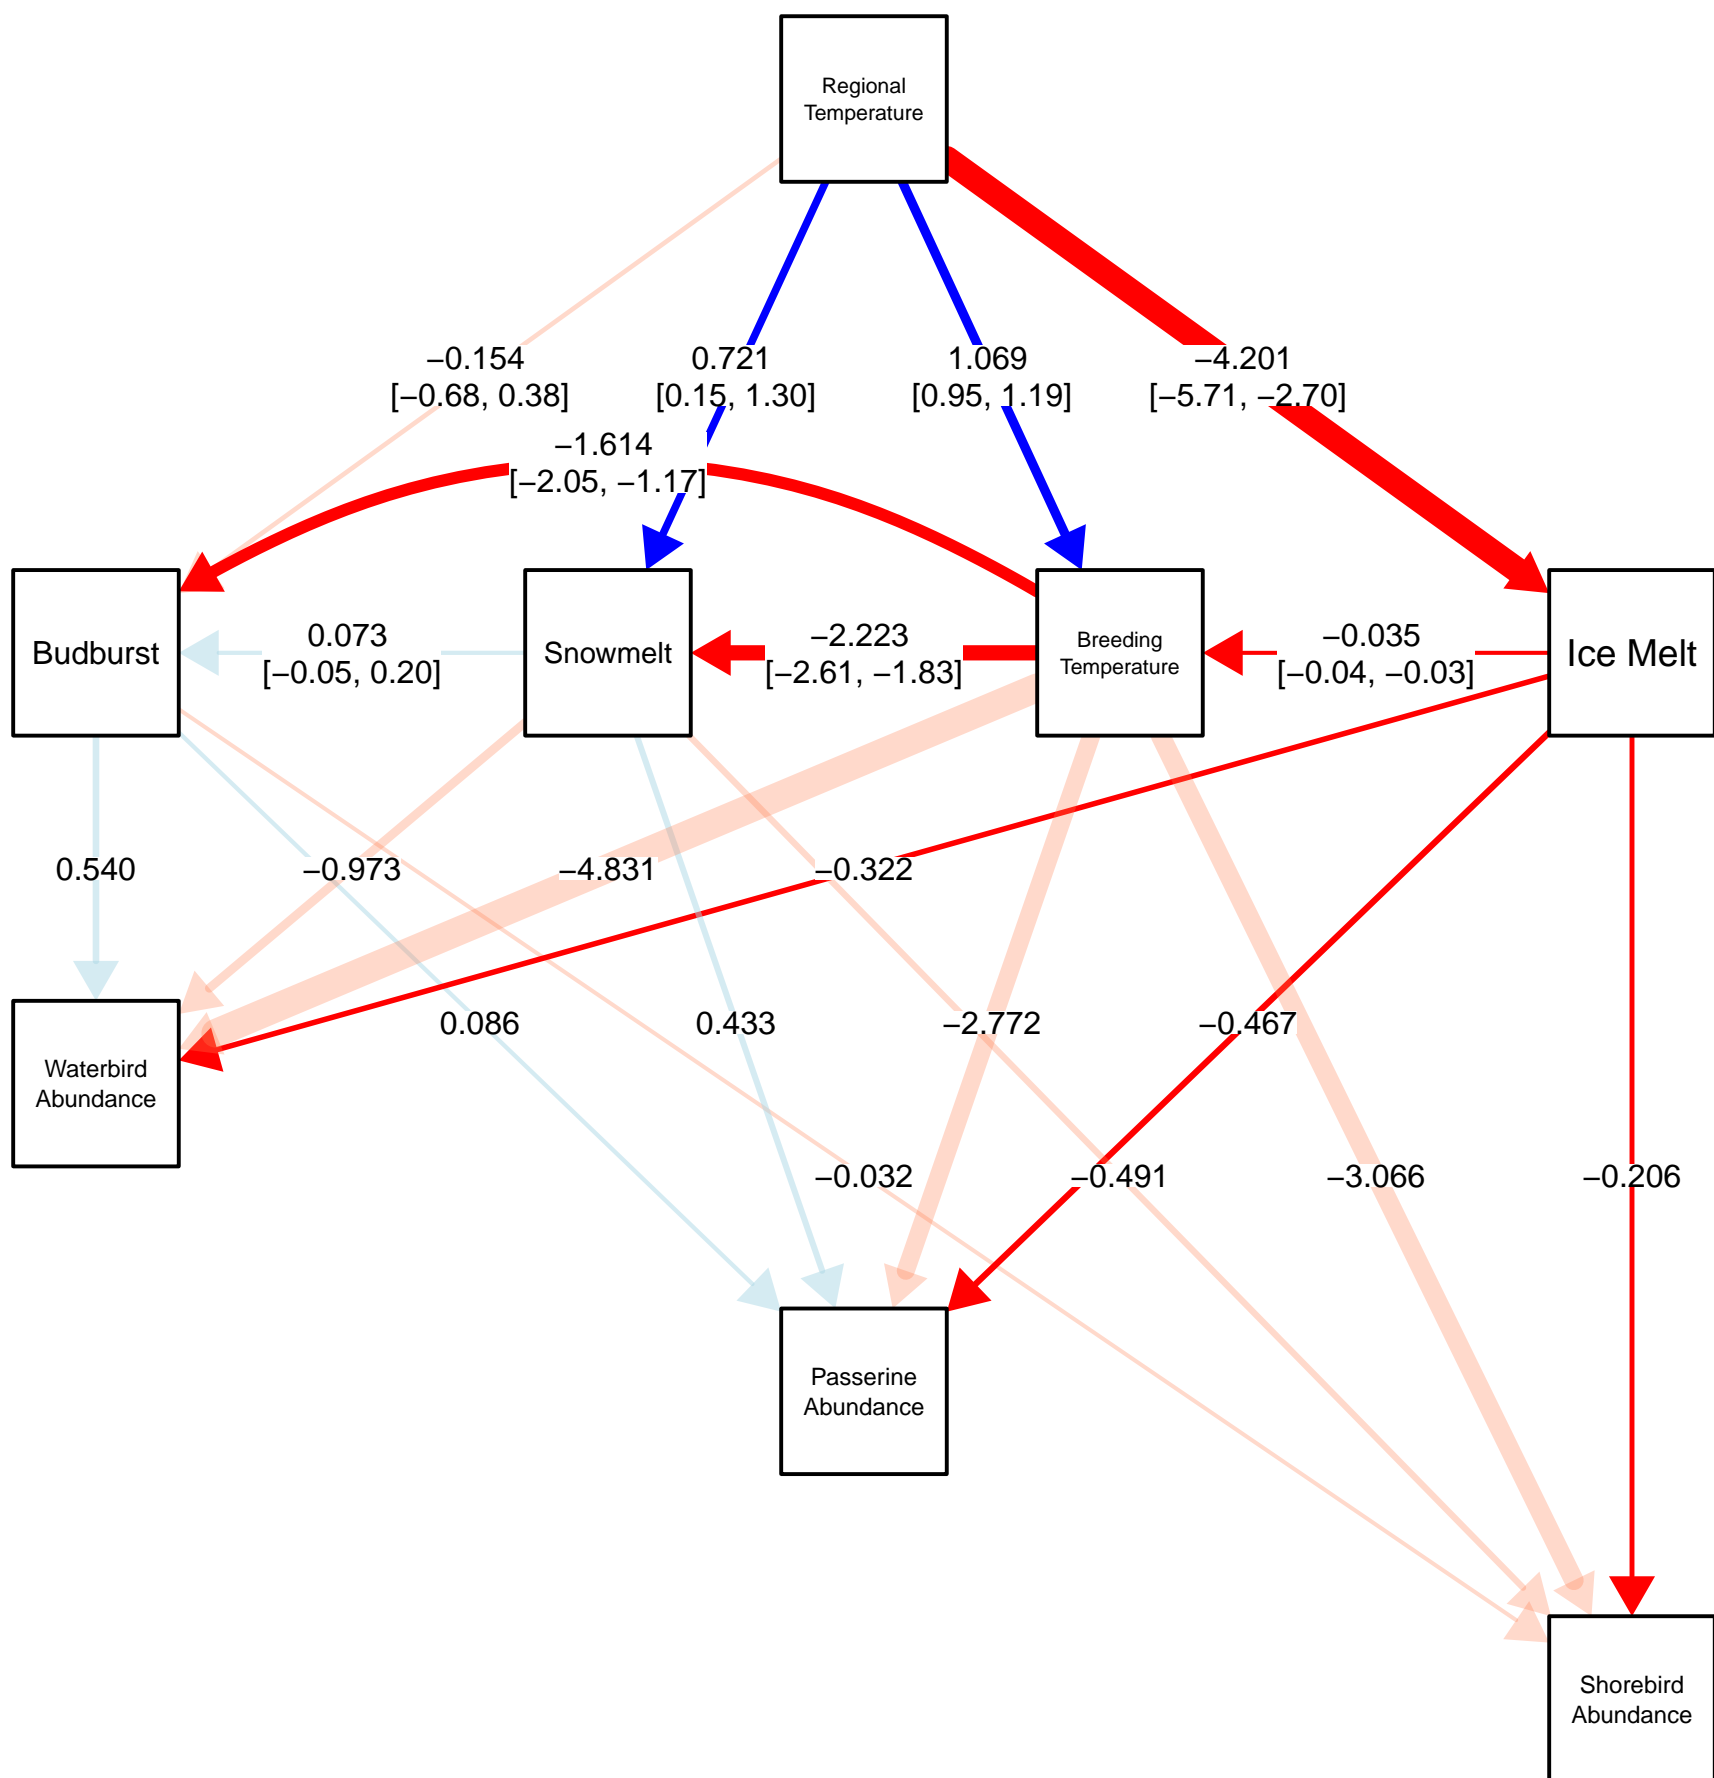 Regional
Temperature
−0.154
[−0.68, 0.38]
0.721
[0.15, 1.30]
1.069
[0.95, 1.19]
−4.201
[−5.71, −2.70]
−1.614
[−2.05, −1.17]
Budburst
0.073
[−0.05, 0.20]
Snowmelt
−2.223
[−2.61, −1.83]
Breeding
Temperature
−0.035
[−0.04, −0.03]
Ice Melt
0.540
−0.973
−4.831
−0.322
0.086
0.433
−2.772
−0.467
Waterbird
Abundance
−0.032
−0.491
−3.066
−0.206
Passerine
Abundance
Shorebird
Abundance